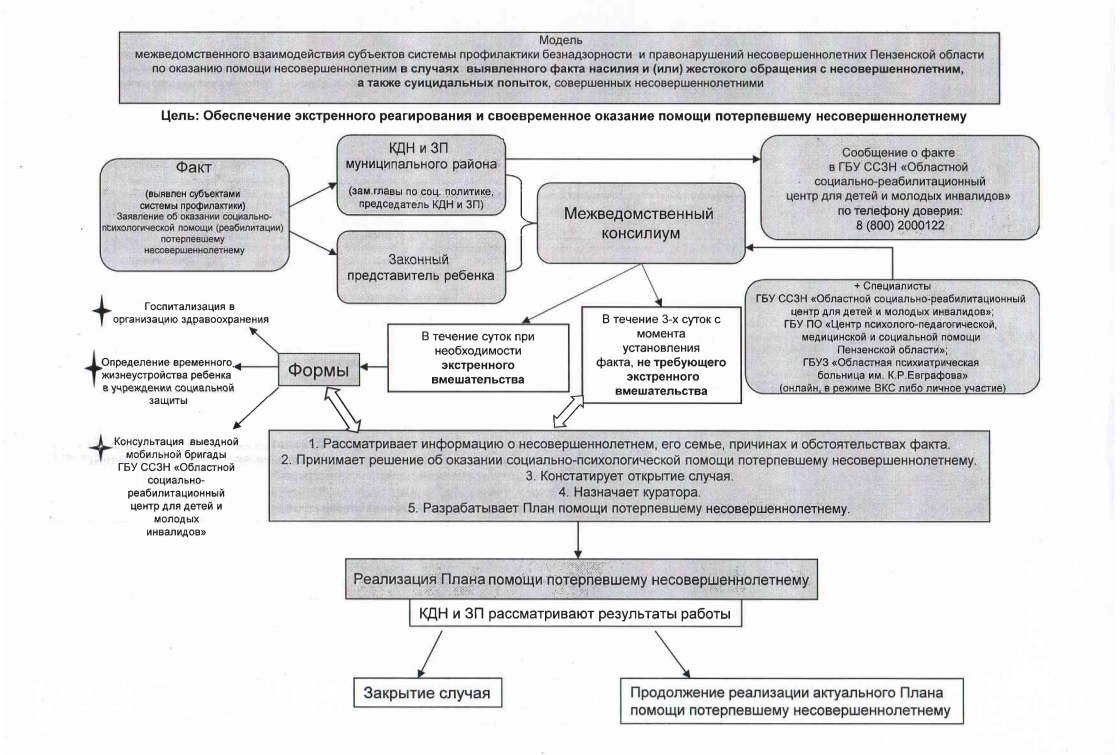 Модель
межведомственного взаимодействия субъектов системы профилактики безнадзорности и правонарушений несовершеннолетних Пензенской области
по оказанию помощи несовершеннолетним в случаях выявленного факта насилия и (или) жестокого обращения с несовершеннолетним,
а также суицидальных попыток, совершенных несовершеннолетними
Цель: Обеспечение экстренного реагирования и своевременное оказание помощи потерпевшему несовершеннолетнему
Факт
(выявлен субъектами
системы профилактики)
Заявление об оказании социально-
психологической помощи (реабилитации)
потерпевшему
несовершеннолетнему
КДН и ЗП
муниципального района
(зам.главы по соц. политике,
председатель КДН и ЗП)
Законный
представитель ребенка
Межведомственный
консилиум
Сообщение о факте
в ГБУ ССЗН «Областной
социально-реабилитационный
центр для детей и молодых инвалидов»
по телефону доверия:
8 (800) 2000122
+ Специалисты
ГБУ ССЗН «Областной социально-реабилитационный
центр для детей и молодых инвалидов»;
ГБУ ПО «Центр психолого-педагогической,
медицинской и социальной помощи
Пензенской области»;
ГБУЗ «Областная психиатрическая
больница им. К.Р.Евграфова»
(онлайн, в режиме ВКС либо личное участие)
В течение суток при
необходимости
экстренного
вмешательства
В течение 3-х суток с
момента
установления
факта, не требующего
экстренного
вмешательства
Формы
Госпитализация в
организацию здравоохранения
Определение временного
жизнеустройства ребенка
в учреждении социальной
защиты
Консультация выездной
мобильной бригады
ГБУ ССЗН «Областной
социально-
реабилитационный
центр для детей и
молодых
инвалидов»
1. Рассматривает информацию о несовершеннолетнем, его семье, причинах и обстоятельствах факта.
2. Принимает решение об оказании социально-психологической помощи потерпевшему несовершеннолетнему.
3. Констатирует открытие случая.
4. Назначает куратора.
5. Разрабатывает План помощи потерпевшему несовершеннолетнему.
Реализация Плана помощи потерпевшему несовершеннолетнему
КДН и ЗП рассматривают результаты работы
Закрытие случая
Продолжение реализации актуального Плана
помощи потерпевшему несовершеннолетнему